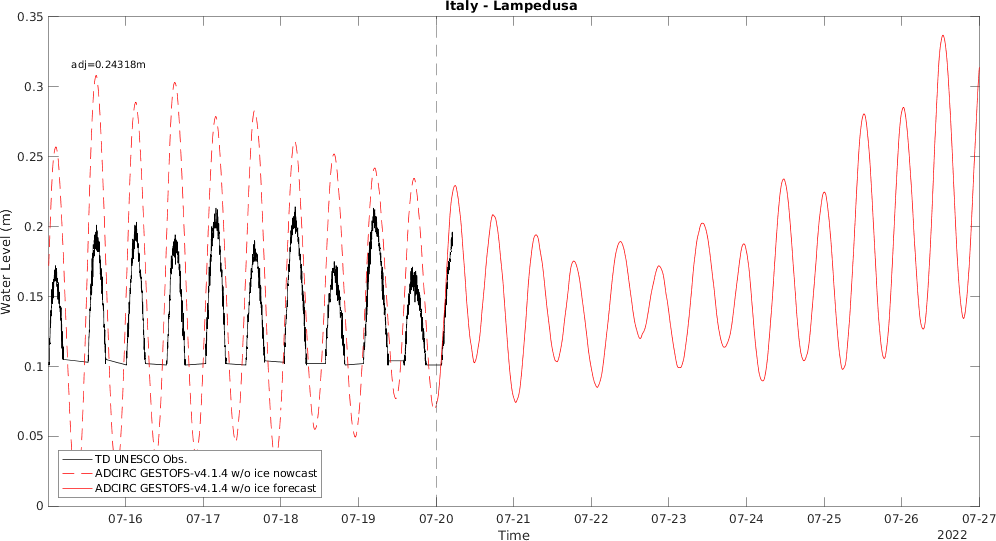 Italy - Lampedusa
0.35
0.3
0.25
0.2
0.15
0.1
0.05
0
Water Level (m)
adj=0.24318m
TD UNESCO Obs.
ADCIRC GESTOFS-v4.1.4 w/o ice nowcast
ADCIRC GESTOFS-v4.1.4 w/o ice forecast
07-16 07-17 07-18 07-19 07-20 07-21 07-22 07-23 07-24 07-25 07-26 07-27
Time
2022